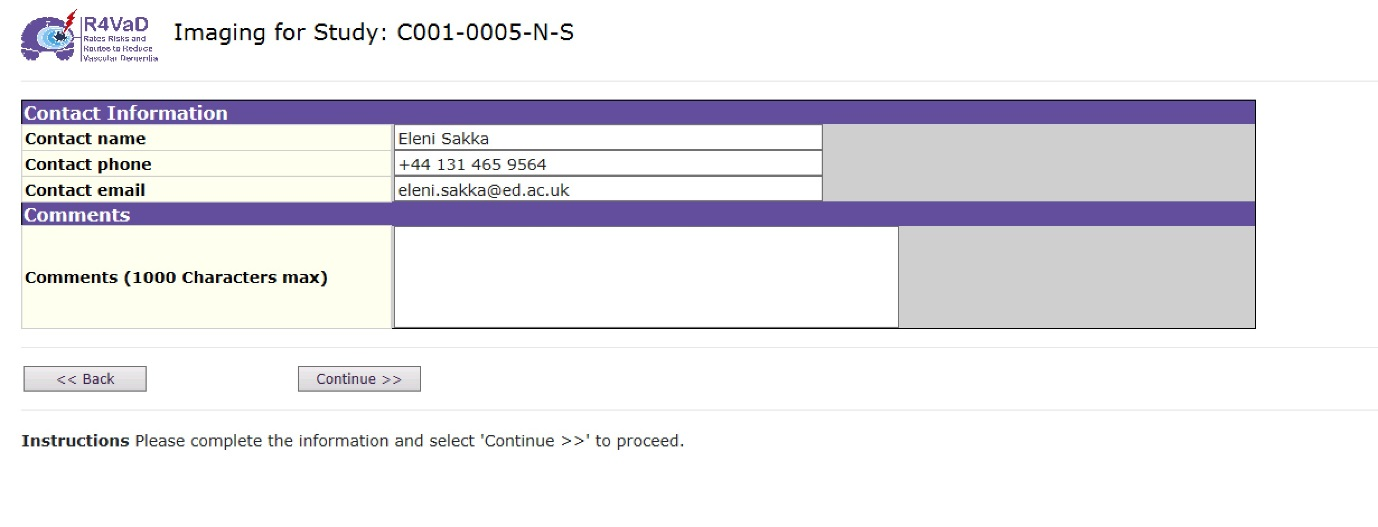 R4VaD
Rates Risks and
Routes to Reduce
Vascular Dementia
Imaging for Study: C001-0005-N-S
Contact Information
Contact name Eleni Sakka
Contact phone +44 131 465 9564
Contact email eleni.sakka@ed.ac.uk
Comments
Comments (1000 Characters max)
<< Back Continue >>
Instructions Please complete the information and select 'Continue >>' to proceed.